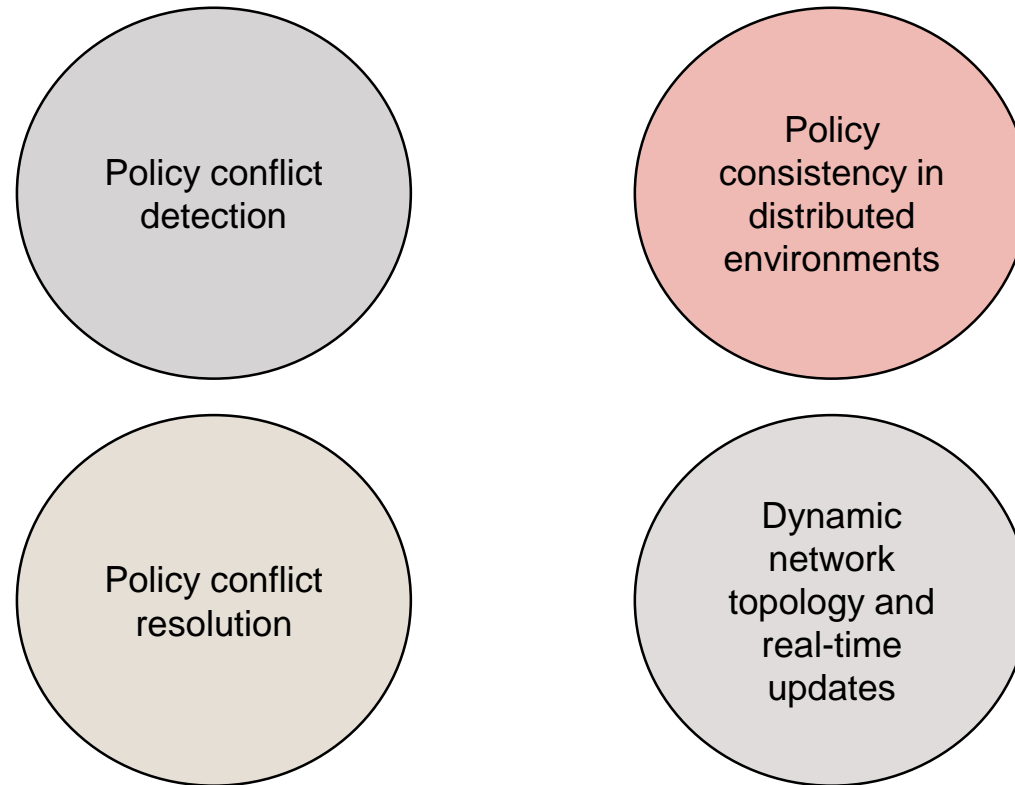 Policy conflict
detection
Policy
consistency in
distributed
environments
Policy conflict
resolution
Dynamic
network
topology and
real-time
updates